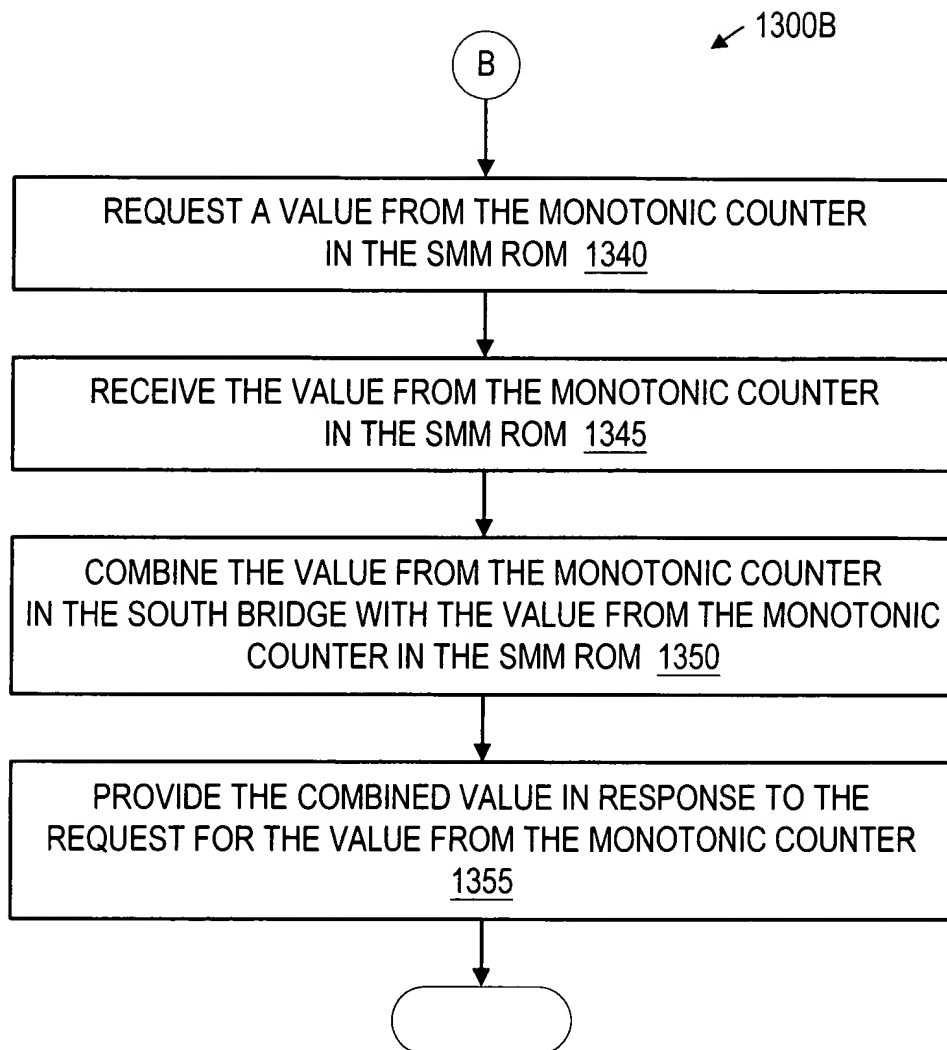 1300B
B
REQUEST A VALUE FROM THE MONOTONIC COUNTER
IN THE SMM ROM 1340
RECEIVE THE VALUE FROM THE MONOTONIC COUNTER
IN THE SMM ROM 1345
COMBINE THE VALUE FROM THE MONOTONIC COUNTER
IN THE SOUTH BRIDGE WITH THE VALUE FROM THE MONOTONIC
COUNTER IN THE SMM ROM 1350
PROVIDE THE COMBINED VALUE IN RESPONSE TO THE
REQUEST FOR THE VALUE FROM THE MONOTONIC COUNTER
1355